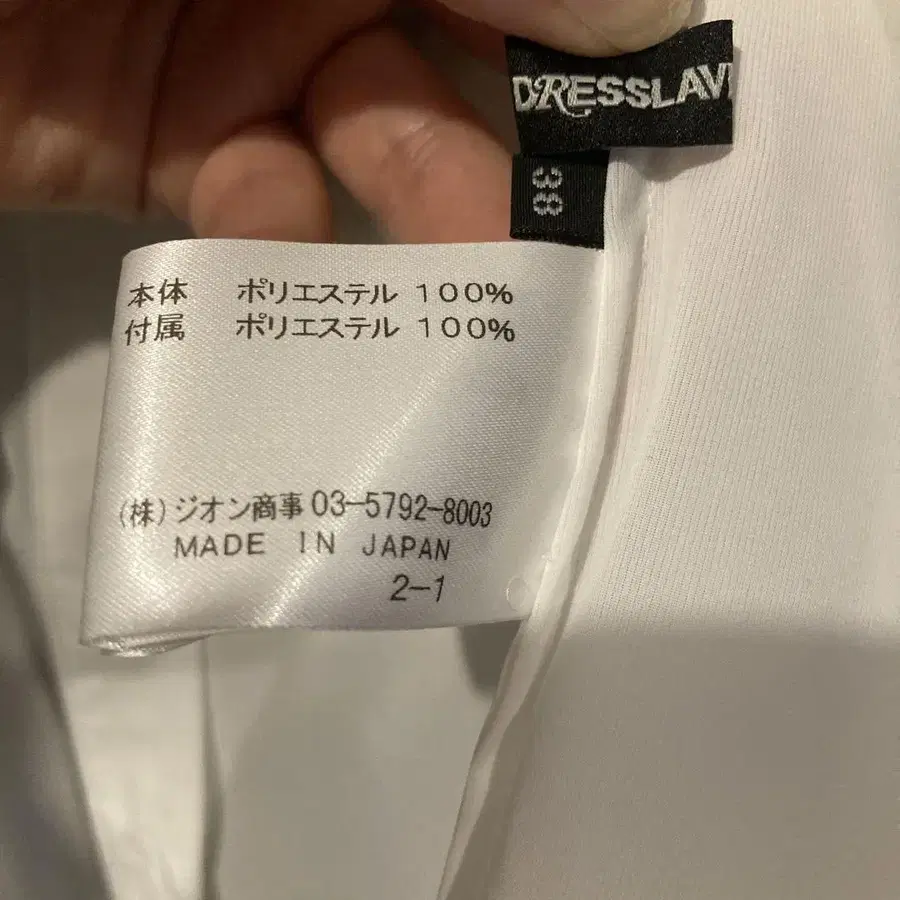 DRESSLAV
38
本体 ポリエステル 100%
付属 ポリエステル 100%
(株)ジオン商事 03-5792-8003
MADE IN JAPAN
2-1